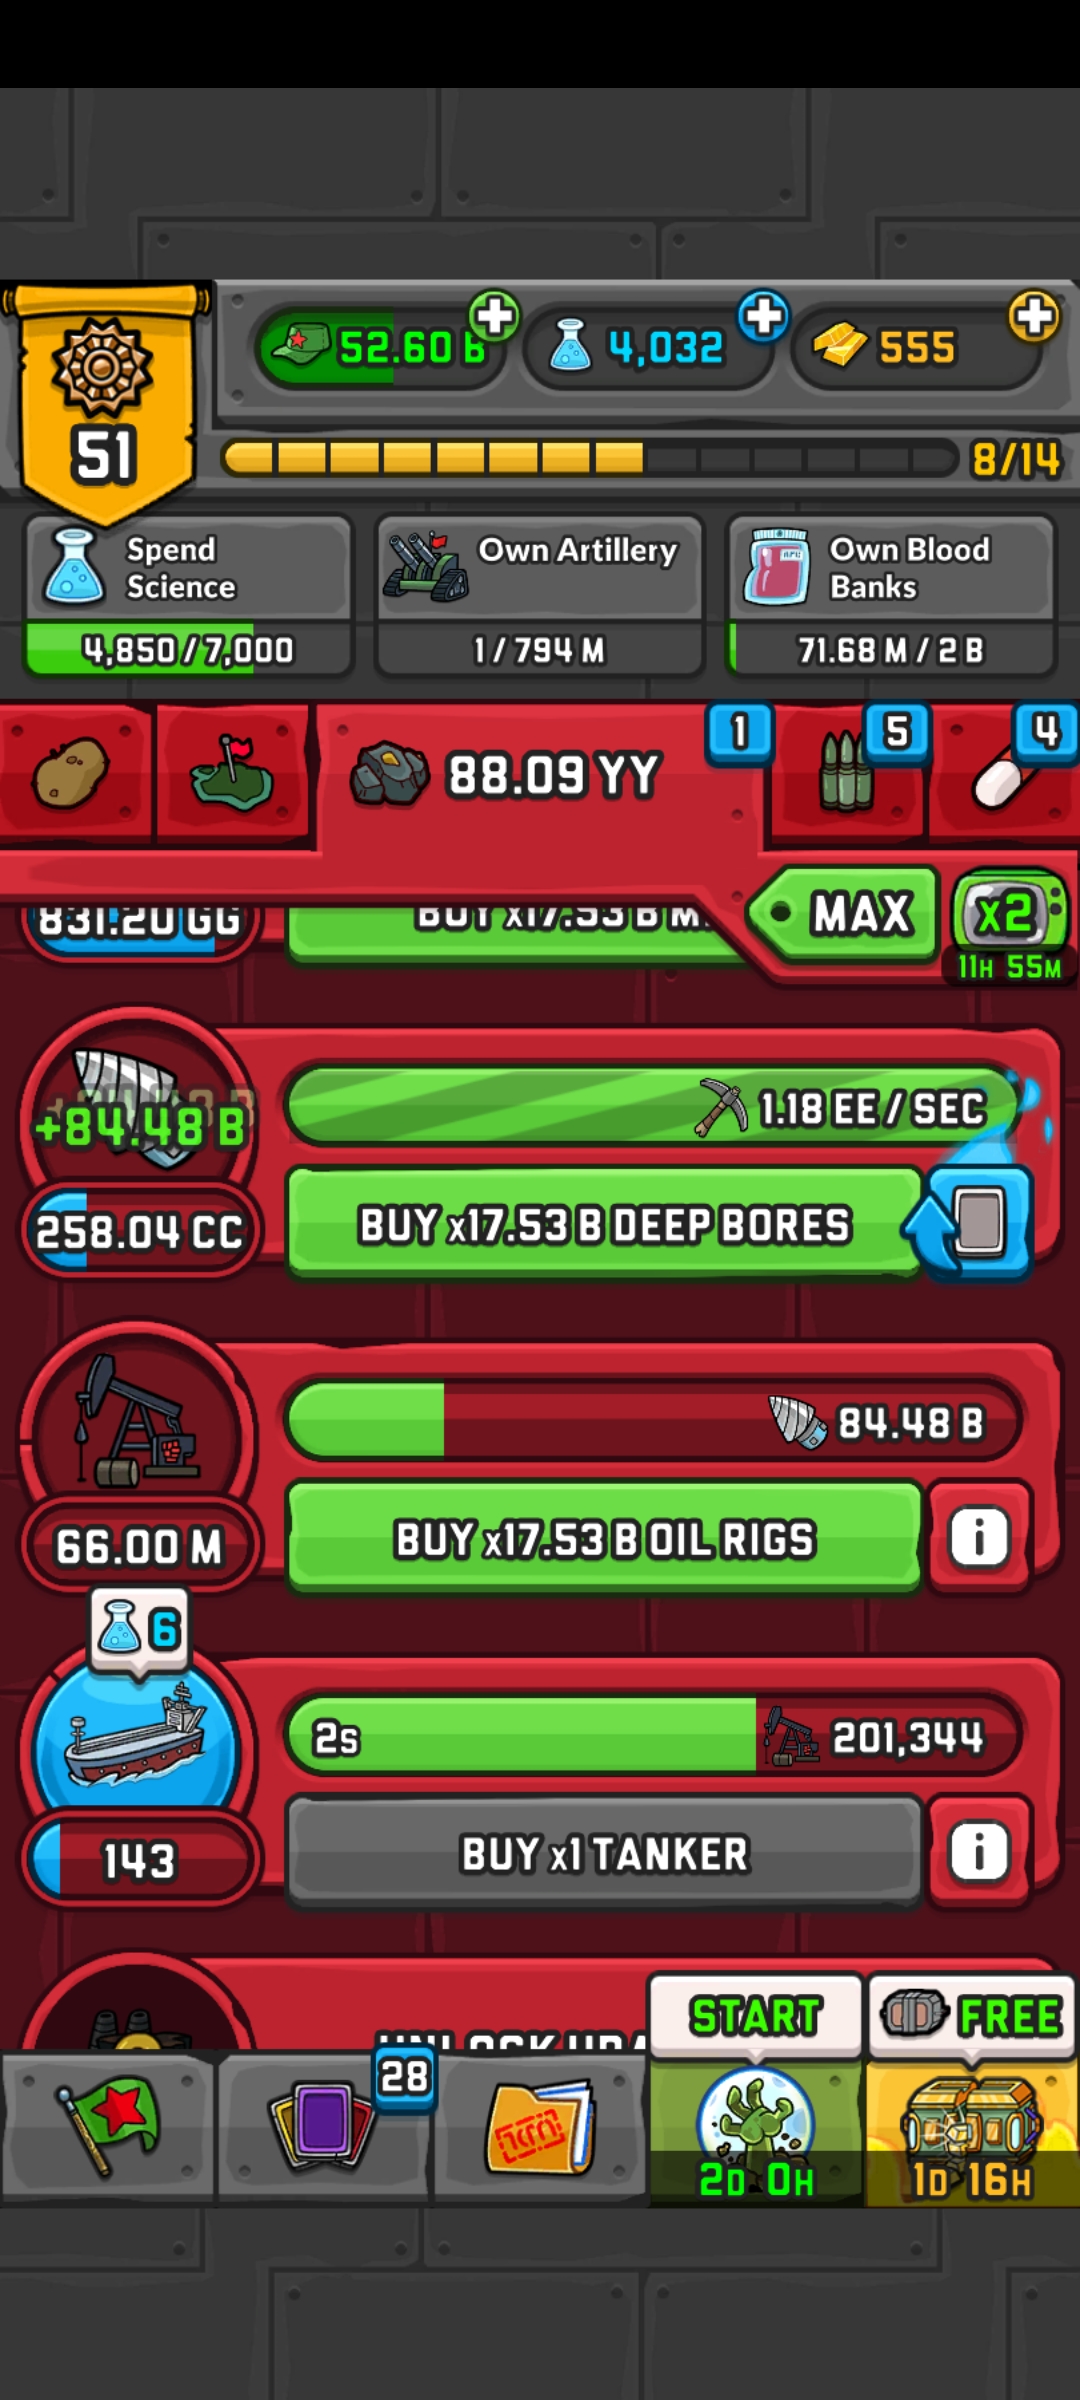 52.60 B
4,032
555
51
8/14
Spend Science
4,850/7,000
Own Artillery
1/794 M
Own Blood Banks
71.68 M / 2 B
88.09 YY
1
5
4
MAX
x2
11H 55M
831.20 GG
BUY x17.53 B M
1.18 EE / SEC
+84.48 B
258.04 CC
BUY x17.53 B DEEP BORES
84.48 B
66.00 M
BUY x17.53 B OIL RIGS
i
6
2s
201,344
143
BUY x1 TANKER
i
START
FREE
28
2D 0H
1D 16H